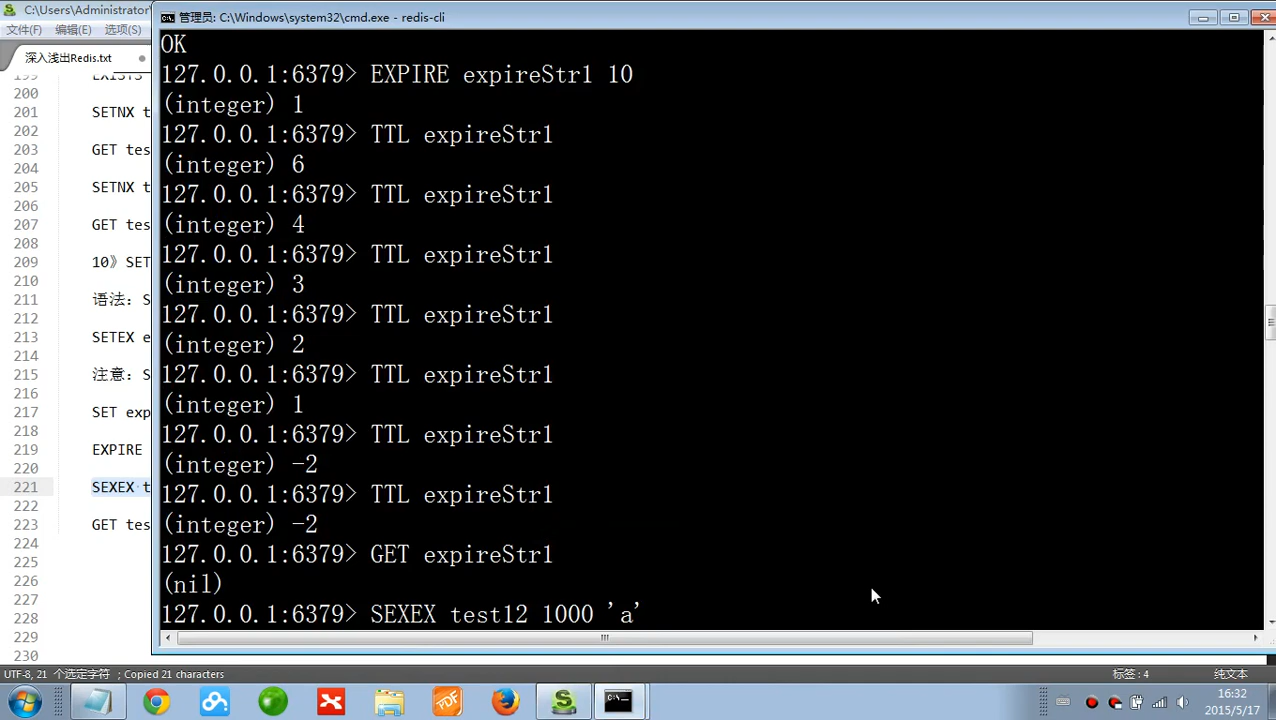 C:\Users\Administrator
管理员: C:\Windows\system32\cmd.exe - redis-cli
文件(F) 编辑(E) 选项(S)
深入浅出Redis.txt
OK
127.0.0.1:6379> EXPIRE expireStr1 10
(integer) 1
127.0.0.1:6379> TTL expireStr1
(integer) 6
127.0.0.1:6379> TTL expireStr1
(integer) 4
127.0.0.1:6379> TTL expireStr1
(integer) 3
127.0.0.1:6379> TTL expireStr1
(integer) 2
127.0.0.1:6379> TTL expireStr1
(integer) 1
127.0.0.1:6379> TTL expireStr1
(integer) -2
127.0.0.1:6379> TTL expireStr1
(integer) -2
127.0.0.1:6379> GET expireStr1
(nil)
127.0.0.1:6379> SEXEX test12 1000 'a'
199 EXISTS
200
201 SETNX t
202
203 GET tes
204
205 SETNX t
206
207 GET tes
208
209 10》SET
210
211 语法: S
212
213 SETEX e
214
215 注意: S
216
217 SET exp
218
219 EXPIRE
220
221 SEXEX t
222
223 GET tes
224
225
226
227
228
229
230
UTF-8, 21 个选定字符 ; Copied 21 characters
标签: 4
纯文本
PDF
16:32
2015/5/17